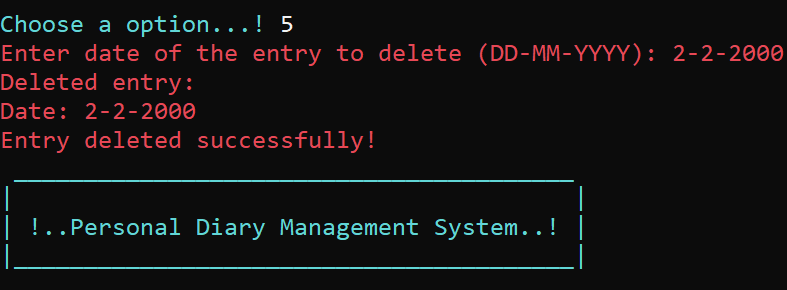 Choose a option...! 5
Enter date of the entry to delete (DD-MM-YYYY): 2-2-2000
Deleted entry:
Date: 2-2-2000
Entry deleted successfully!
 ________________________________________
|                                        |
| !..Personal Diary Management System..! |
|________________________________________|